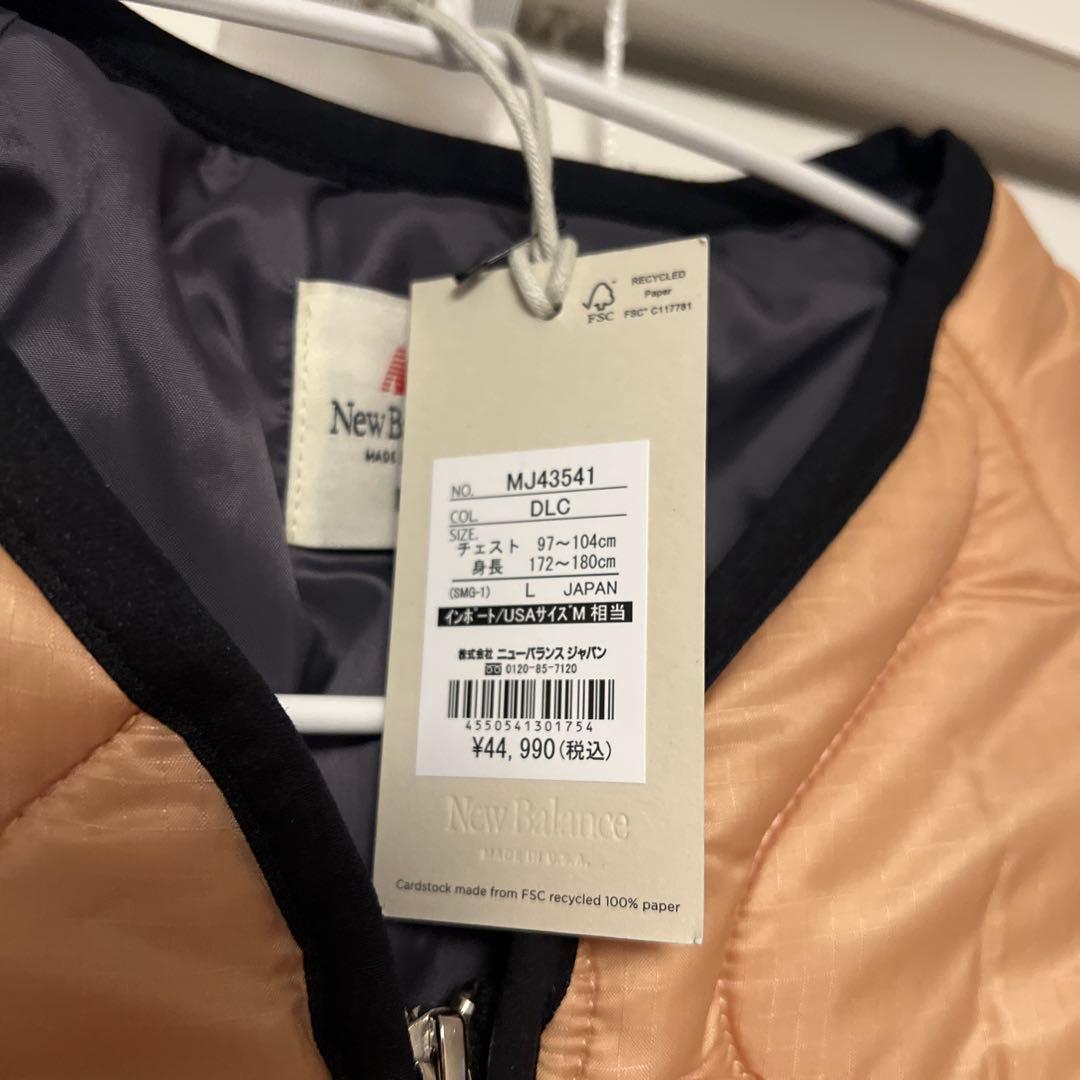 RECYCLED
Paper
FSC™ C117781
FSC
New B
MADE
NO. MJ43541
COL. DLC
SIZE.
チェスト 97〜104cm
身長 172〜180cm
(SMG-1) L JAPAN
インポート/USAサイズM 相当
株式会社 ニューバランス ジャパン
0120-85-7120
4550541301754
¥44,990(税込)
New Balance
MADE IN U.S.A.
Cardstock made from FSC recycled 100% paper